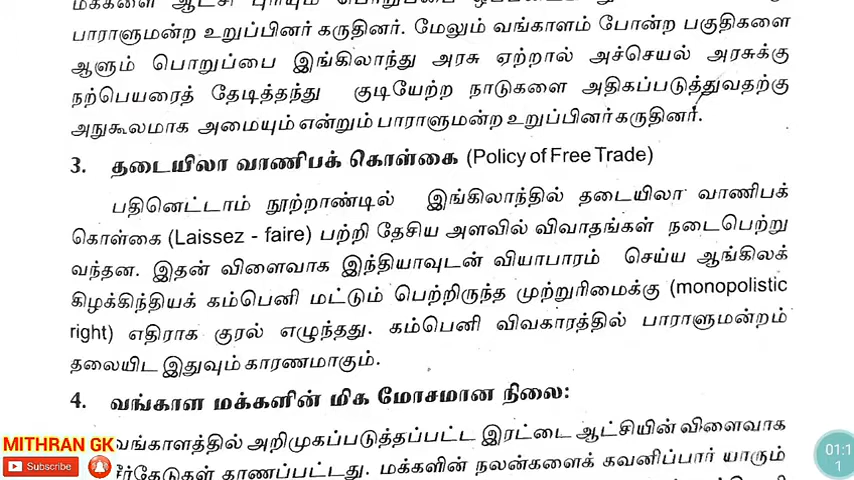 பாராளுமன்ற உறுப்பினர் கருதினர். மேலும் வங்காளம் போன்ற பகுதிகளை
ஆளும் பொறுப்பை இங்கிலாந்து அரசு ஏற்றால் அச்செயல் அரசுக்கு
நற்பெயரைத் தேடித்தந்து குடியேற்ற நாடுகளை அதிகப்படுத்துவதற்கு
அநுகூலமாக அமையும் என்றும் பாராளுமன்ற உறுப்பினர் கருதினர்.
3. தடையிலா வாணிபக் கொள்கை (Policy of Free Trade)
பதினெட்டாம் நூற்றாண்டில் இங்கிலாந்தில் தடையிலா வாணிபக்
கொள்கை (Laissez - faire) பற்றி தேசிய அளவில் விவாதங்கள் நடைபெற்று
வந்தன. இதன் விளைவாக இந்தியாவுடன் வியாபாரம் செய்ய ஆங்கிலக்
கிழக்கிந்தியக் கம்பெனி மட்டும் பெற்றிருந்த முற்றுரிமைக்கு (monopolistic
right) எதிராக குரல் எழுந்தது. கம்பெனி விவகாரத்தில் பாராளுமன்றம்
தலையிட இதுவும் காரணமாகும்.
4. வங்காள மக்களின் மிக மோசமான நிலை:
வங்காளத்தில் அறிமுகப்படுத்தப்பட்ட இரட்டை ஆட்சியின் விளைவாக
சீர்கேடுகள் காணப்பட்டது. மக்களின் நலன்களைக் கவனிப்பார் யாரும்
MITHRAN GK
Subscribe
01:1
1